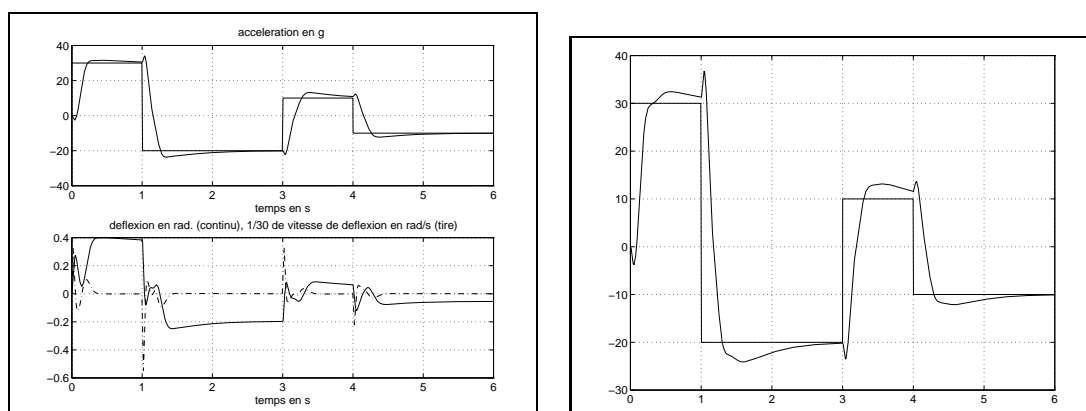 acceleration en g
40
20
0
−20
−40
0 1 2 3 4 5 6
temps en s
deflexion en rad. (continu), 1/30 de vitesse de deflexion en rad/s (tire)
0.4
0.2
0
−0.2
−0.4
−0.6
0 1 2 3 4 5 6
temps en s
40
30
20
10
0
−10
−20
−30
0 1 2 3 4 5 6